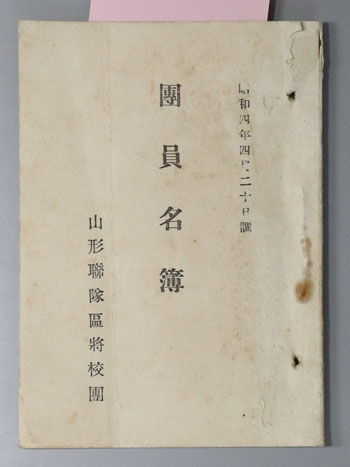 昭和四年四月二十日調
團員名簿
山形聯隊區將校團